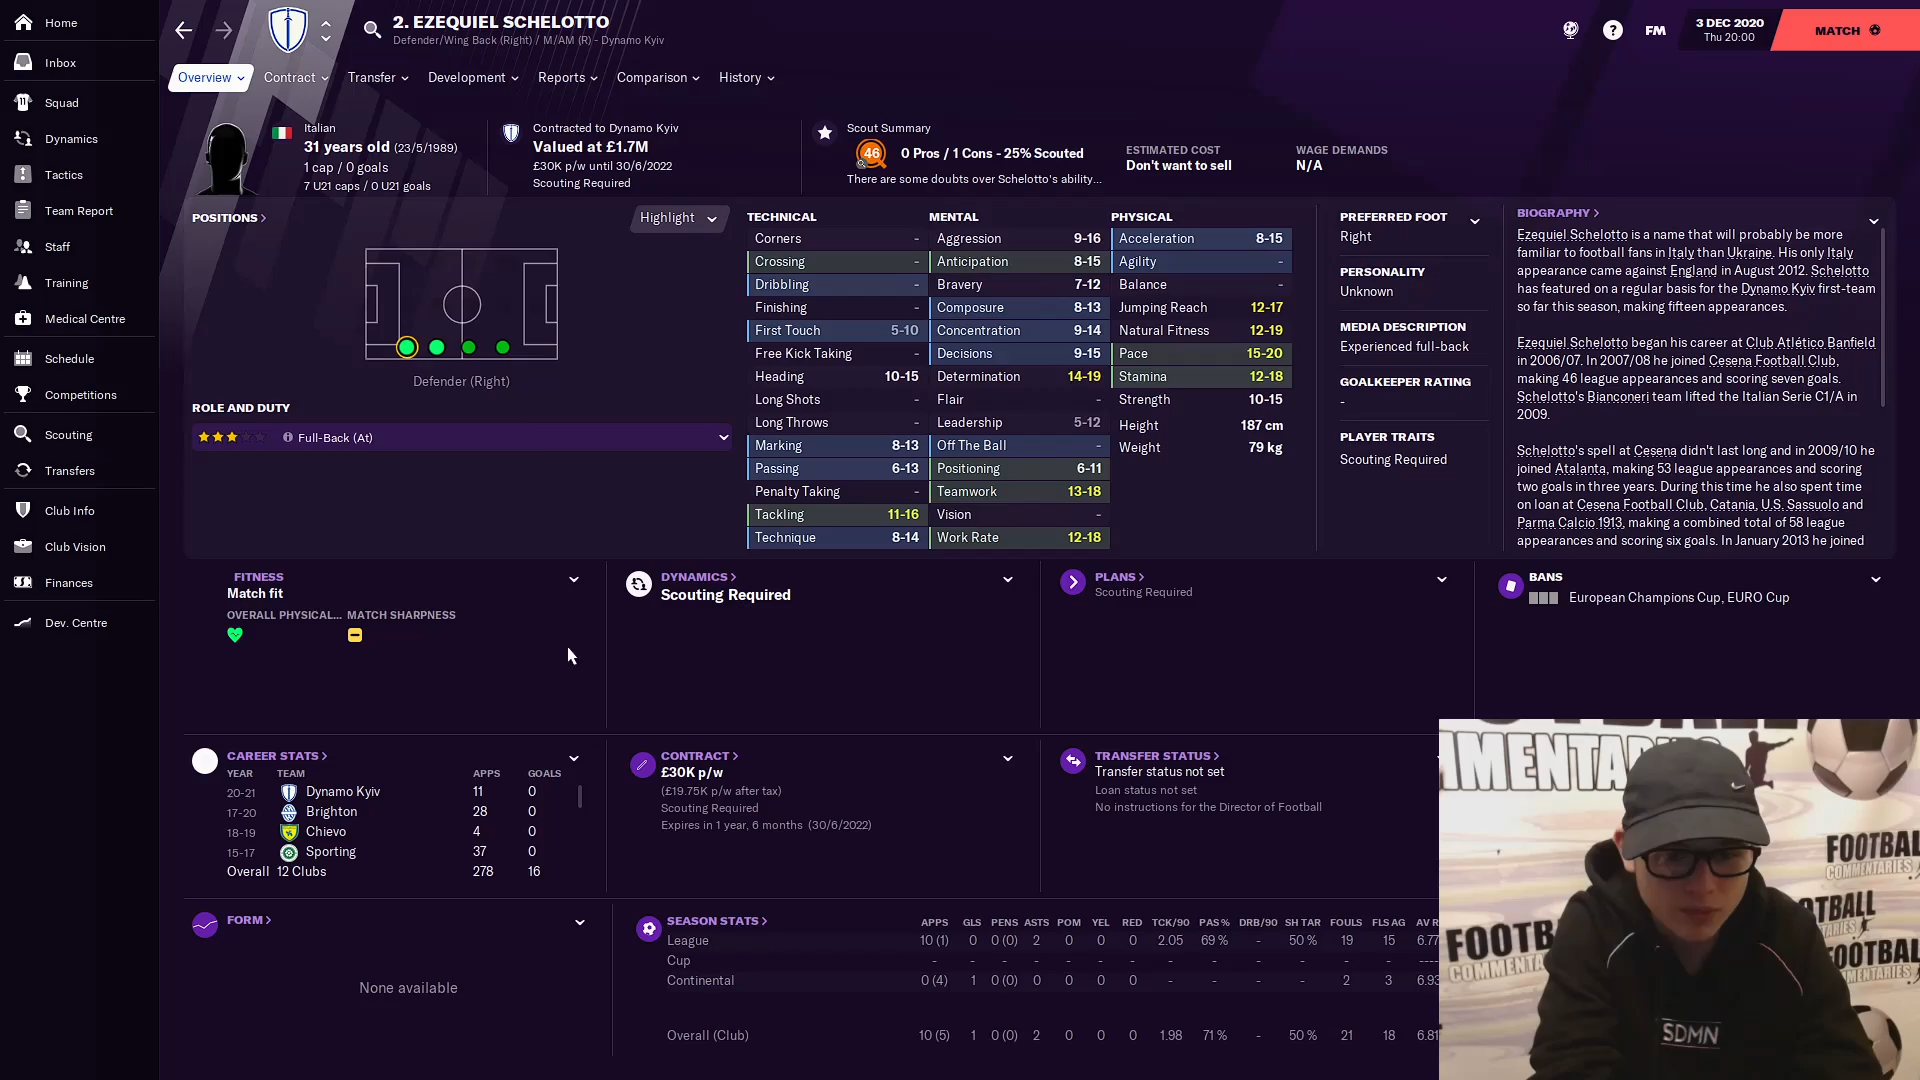 Home
Inbox
Squad
Dynamics
Tactics
Team Report
Staff
Training
Medical Centre
Schedule
Competitions
Scouting
Transfers
Club Info
Club Vision
Finances
Dev. Centre
2. EZEQUIEL SCHELOTTO
Defender/Wing Back (Right) / M/AM (R) - Dynamo Kyiv
FM
3 DEC 2020
Thu 20:00
MATCH
Overview Contract Transfer Development Reports Comparison History
Italian
31 years old (23/5/1989)
1 cap / 0 goals
7 U21 caps / 0 U21 goals
Contracted to Dynamo Kyiv
Valued at £1.7M
£30K p/w until 30/6/2022
Scouting Required
Scout Summary
46 0 Pros / 1 Cons - 25% Scouted
There are some doubts over Schelotto's ability...
ESTIMATED COST
Don't want to sell
WAGE DEMANDS
N/A
POSITIONS
Highlight
Defender (Right)
ROLE AND DUTY
Full-Back (At)
TECHNICAL
Corners -
Crossing -
Dribbling -
Finishing -
First Touch 5-10
Free Kick Taking -
Heading 10-15
Long Shots -
Long Throws -
Marking 8-13
Passing 6-13
Penalty Taking -
Tackling 11-16
Technique 8-14
MENTAL
Aggression 9-16
Anticipation 8-15
Bravery 7-12
Composure 8-13
Concentration 9-14
Decisions 9-15
Determination 14-19
Flair -
Leadership 5-12
Off The Ball -
Positioning 6-11
Teamwork 13-18
Vision -
Work Rate 12-18
PHYSICAL
Acceleration 8-15
Agility -
Balance -
Jumping Reach 12-17
Natural Fitness 12-19
Pace 15-20
Stamina 12-18
Strength 10-15
Height 187 cm
Weight 79 kg
PREFERRED FOOT
Right
PERSONALITY
Unknown
MEDIA DESCRIPTION
Experienced full-back
GOALKEEPER RATING
-
PLAYER TRAITS
Scouting Required
BIOGRAPHY
Ezequiel Schelotto is a name that will probably be more
familiar to football fans in Italy than Ukraine. His only Italy
appearance came against England in August 2012. Schelotto
has featured on a regular basis for the Dynamo Kyiv first-team
so far this season, making fifteen appearances.
Ezequiel Schelotto began his career at Club Atlético Banfield
in 2006/07. In 2007/08 he joined Cesena Football Club,
making 46 league appearances and scoring seven goals.
Schelotto's Bianconeri team lifted the Italian Serie C1/A in
2009.
Schelotto's spell at Cesena didn't last long and in 2009/10 he
joined Atalanta, making 53 league appearances and scoring
two goals in three years. During this time he also spent time
on loan at Cesena Football Club, Catania, U.S. Sassuolo and
Parma Calcio 1913, making a combined total of 58 league
appearances and scoring six goals. In January 2013 he joined
FITNESS
Match fit
OVERALL PHYSICAL... MATCH SHARPNESS
DYNAMICS
Scouting Required
PLANS
Scouting Required
BANS
European Champions Cup, EURO Cup
CAREER STATS
YEAR TEAM APPS GOALS
20-21 Dynamo Kyiv 11 0
17-20 Brighton 28 0
18-19 Chievo 4 0
15-17 Sporting 37 0
Overall 12 Clubs 278 16
CONTRACT
£30K p/w
(£19.75K p/w after tax)
Scouting Required
Expires in 1 year, 6 months (30/6/2022)
TRANSFER STATUS
Transfer status not set
Loan status not set
No instructions for the Director of Football
FORM
None available
SEASON STATS APPS GLS PENS ASTS POM YEL RED TCK/90 PAS % DRB/90 SH TAR FOULS FLS AG AV R
League 10 (1) 0 0 (0) 2 0 0 0 2.05 69 % - 50 % 19 15 6.77
Cup - - - - - - - - - - - - - ----
Continental 0 (4) 1 0 (0) 0 0 0 0 - - - - 2 3 6.93
Overall (Club) 10 (5) 1 0 (0) 2 0 0 0 1.98 71 % - 50 % 21 18 6.81
MMENTA
FOOTBAL
COMMENTARIES
OTBALL
FOOTB
COMMENTA
OOTBAL
MENTARIES
SDMN